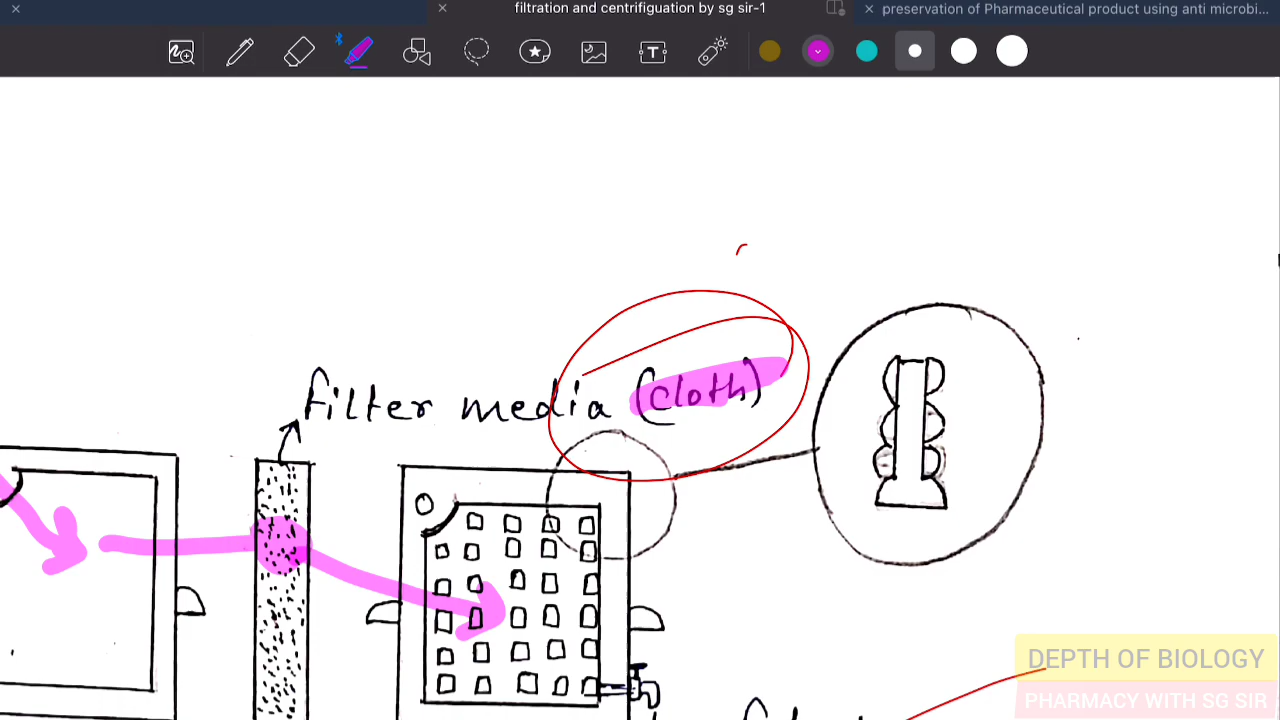 filtration and centrifiguation by sg sir-1
preservation of Pharmaceutical product using anti microbi...
filter media (cloth)
DEPTH OF BIOLOGY
PHARMACY WITH SG SIR